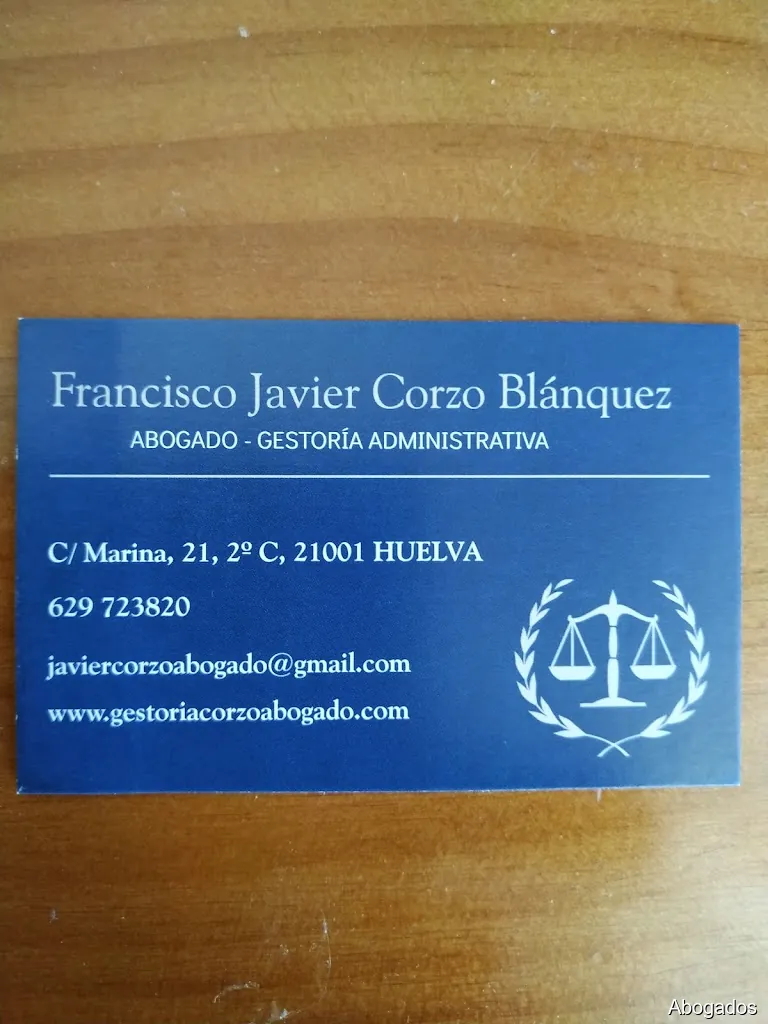 Francisco Javier Corzo Blánquez
ABOGADO - GESTORÍA ADMINISTRATIVA
C/ Marina, 21, 2º C, 21001 HUELVA
629 723820
javiercorzoabogado@gmail.com
www.gestoriacorzoabogado.com
Abogados